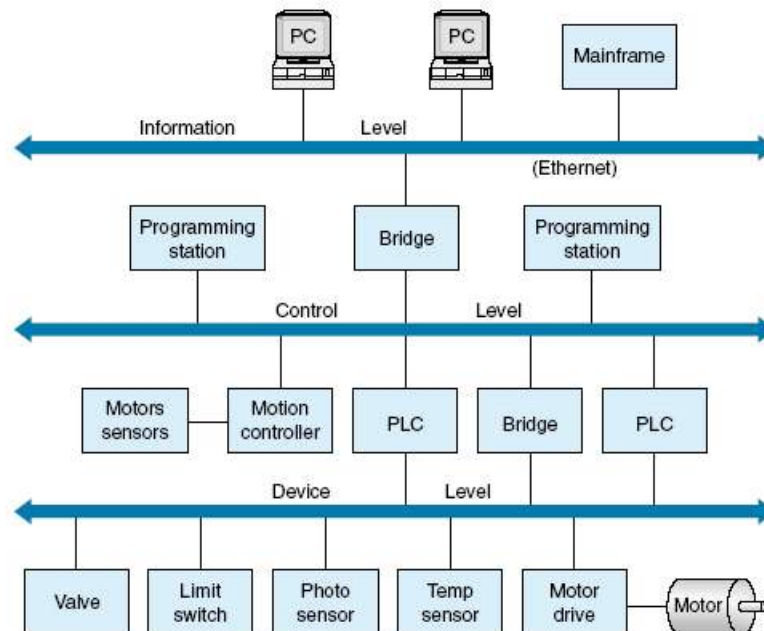 PC
PC
Mainframe
Information Level
(Ethernet)
Programming
station
Bridge
Programming
station
Control Level
Motors
sensors
Motion
controller
PLC
Bridge
PLC
Device Level
Valve
Limit
switch
Photo
sensor
Temp
sensor
Motor
drive
Motor